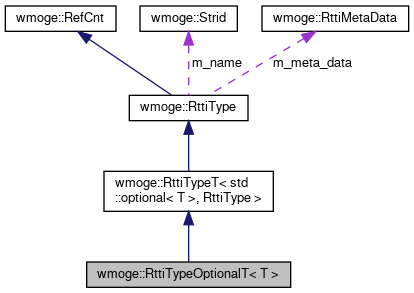 wmoge::RefCnt
wmoge::Strid
wmoge::RttiMetaData
m_name
m_meta_data
wmoge::RttiType
wmoge::RttiTypeT< std
::optional< T >, RttiType >
wmoge::RttiTypeOptionalT< T >